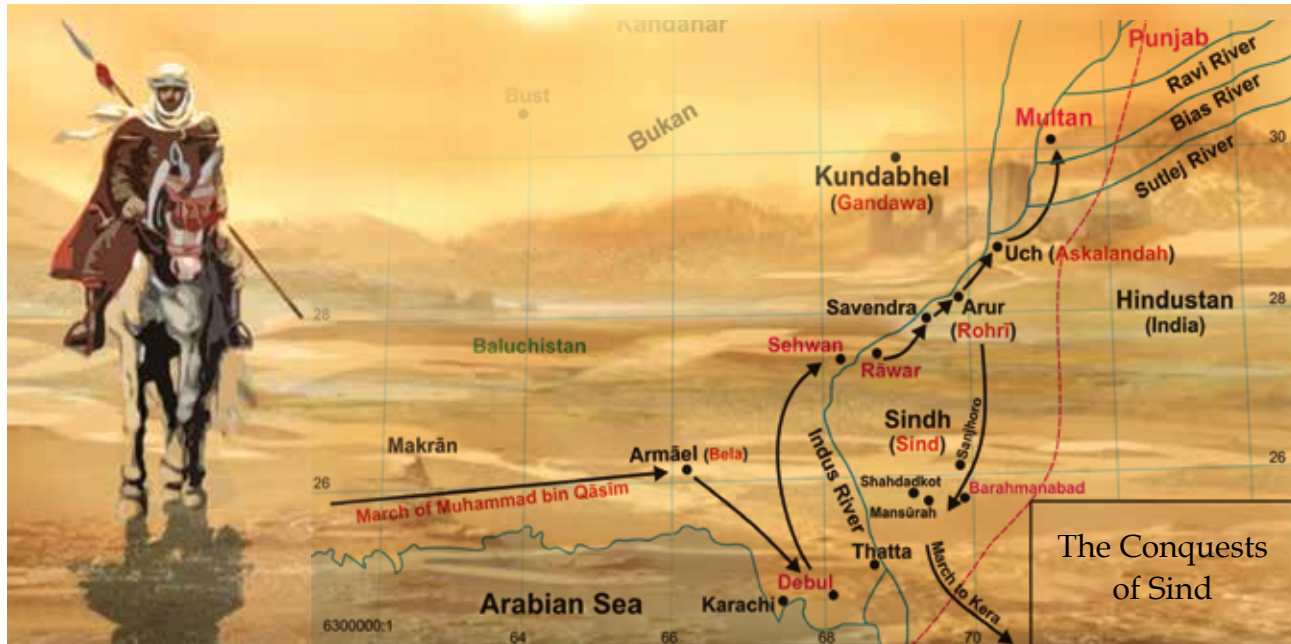 Kandahar
Punjab
Ravi River
Bust
Bukan
Multan
Bias River
30
Kundabhel
(Gandawa)
Sutlej River
Uch (Askalandah)
Savendra
Arur
(Rohrī)
Hindustan
(India)
28
28
Baluchistan
Sehwan
Rāwar
Sindh
(Sind)
Sanjhoro
Makrān
Armāel (Bela)
Indus River
26
26
March of Muhammad bin Qāsīm
Shahdadkot
Barahmanabad
Mansūrah
Thatta
March to Kera
The Conquests
of Sind
Debul
Karachi
Arabian Sea
6300000:1
64
66
68
70